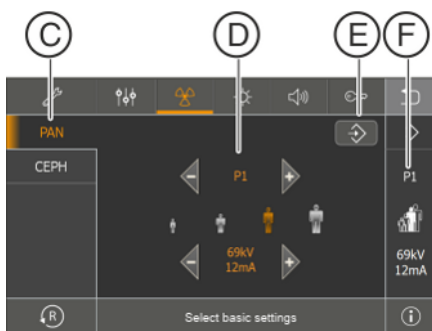 C
D
E
F
PAN
CEPH
P1
69kV
12mA
P1
69kV
12mA
R
Select basic settings
i